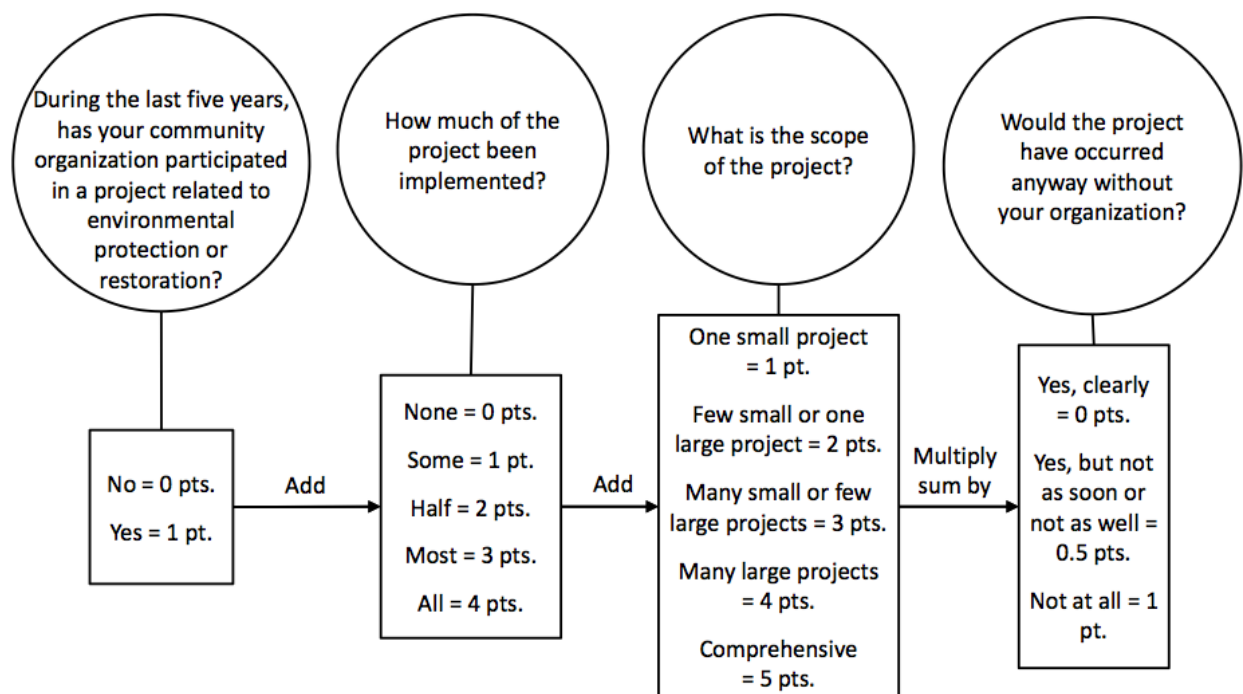 During the last five years,
has your community
organization participated
in a project related to
environmental
protection or
restoration?
How much of the
project been
implemented?
What is the scope
of the project?
Would the project
have occurred
anyway without
your organization?
No = 0 pts.
Yes = 1 pt.
Add
None = 0 pts.
Some = 1 pt.
Half = 2 pts.
Most = 3 pts.
All = 4 pts.
Add
One small project
= 1 pt.
Few small or one
large project = 2 pts.
Many small or few
large projects = 3 pts.
Many large projects
= 4 pts.
Comprehensive
= 5 pts.
Multiply
sum by
Yes, clearly
= 0 pts.
Yes, but not
as soon or
not as well =
0.5 pts.
Not at all = 1
pt.